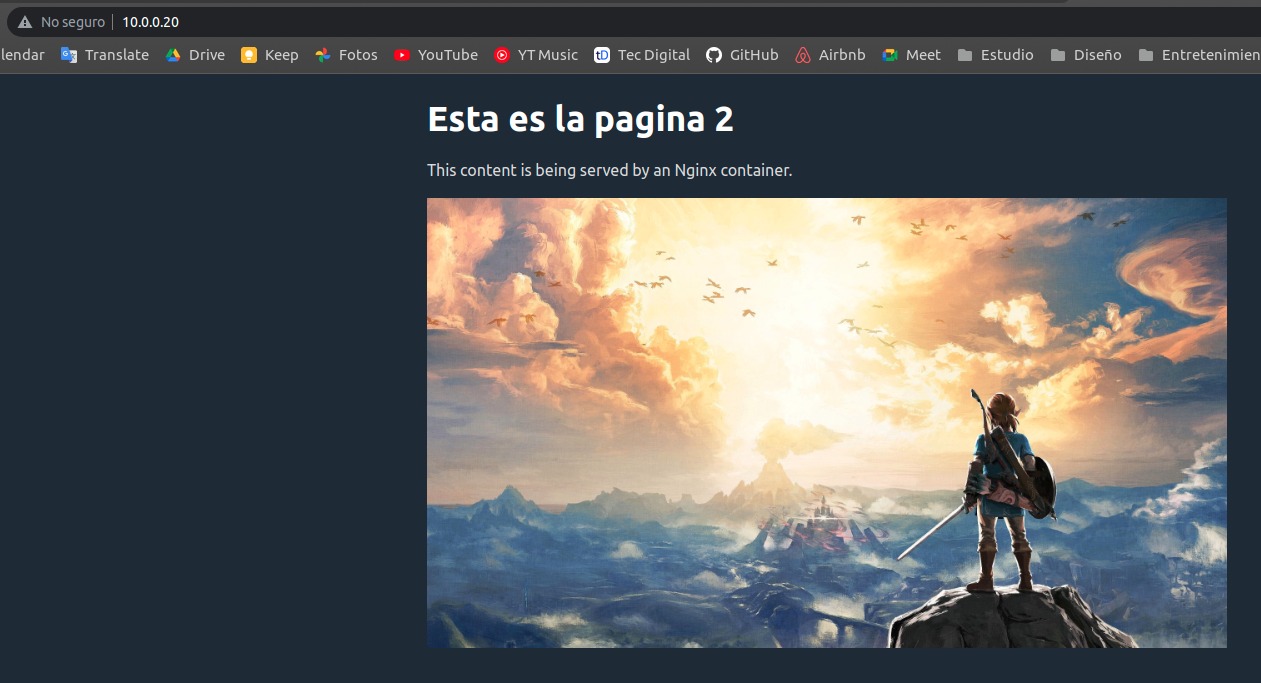 No seguro 10.0.0.20
lendar Translate Drive Keep Fotos YouTube YT Music tD Tec Digital GitHub Airbnb Meet Estudio Diseño Entretenimien
Esta es la pagina 2
This content is being served by an Nginx container.